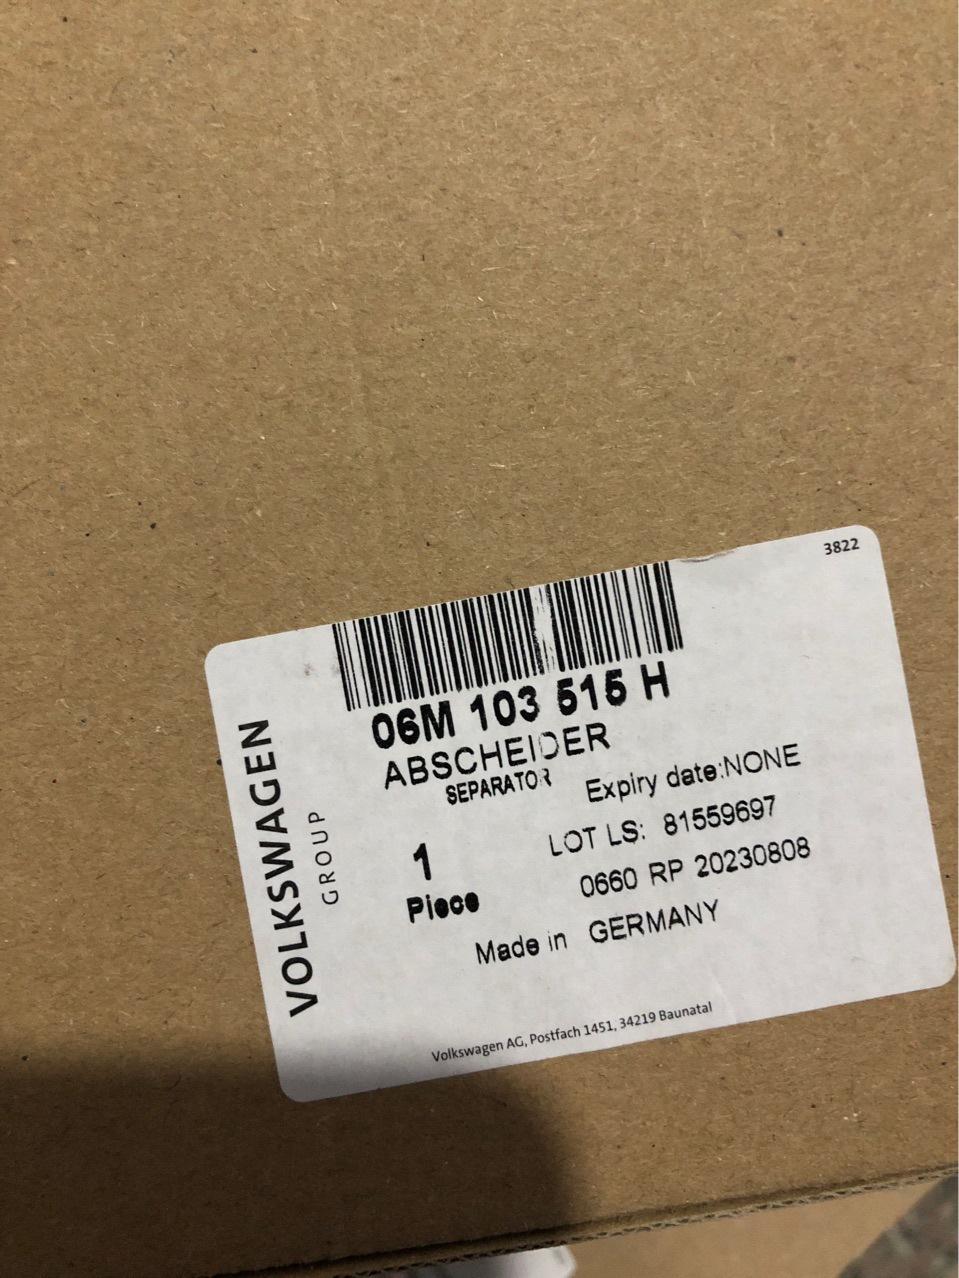 3822
06M 103 515 H
ABSCHEIDER
SEPARATOR
Expiry date:NONE
1
Piece
LOT LS: 81559697
0660 RP 20230808
Made in GERMANY
VOLKSWAGEN
GROUP
Volkswagen AG, Postfach 1451, 34219 Baunatal